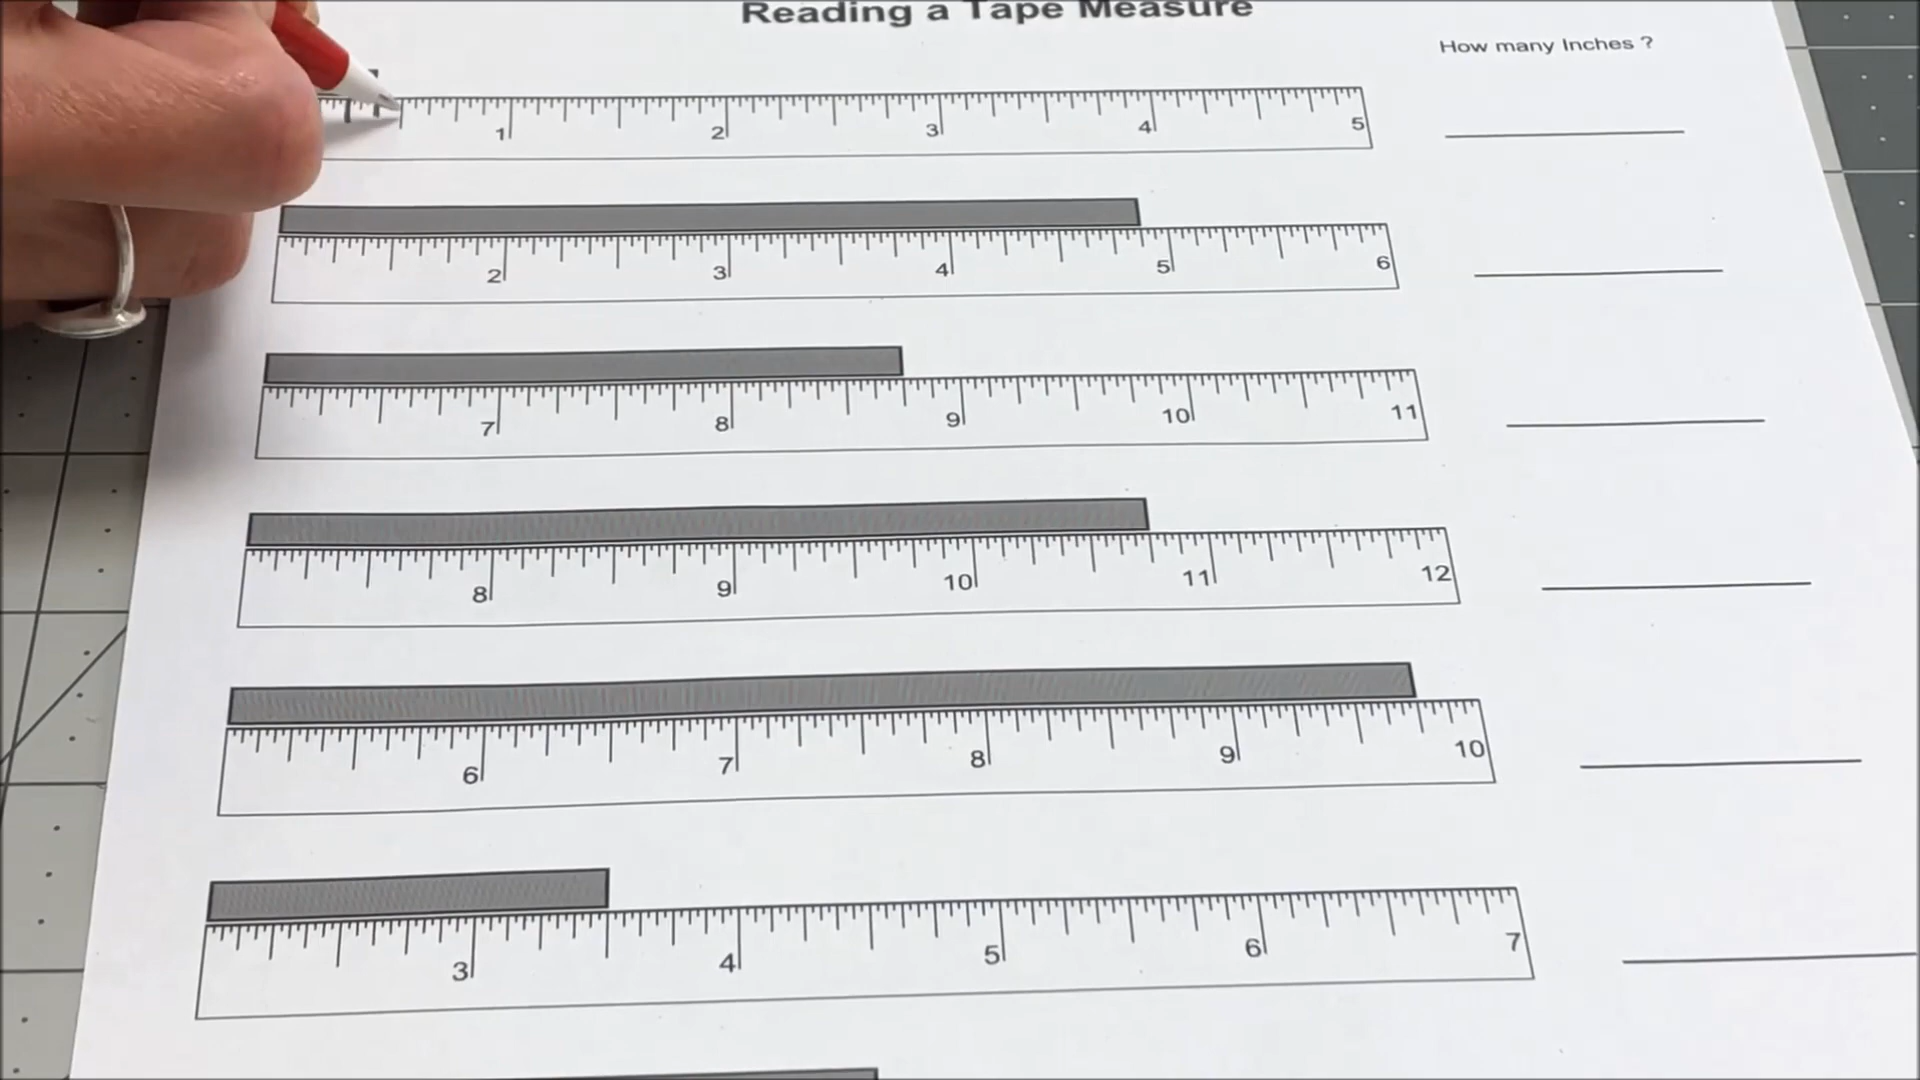 Reading a Tape Measure
How many Inches ?
1 2 3 4 5
2 3 4 5 6
7 8 9 10 11
8 9 10 11 12
6 7 8 9 10
3 4 5 6 7